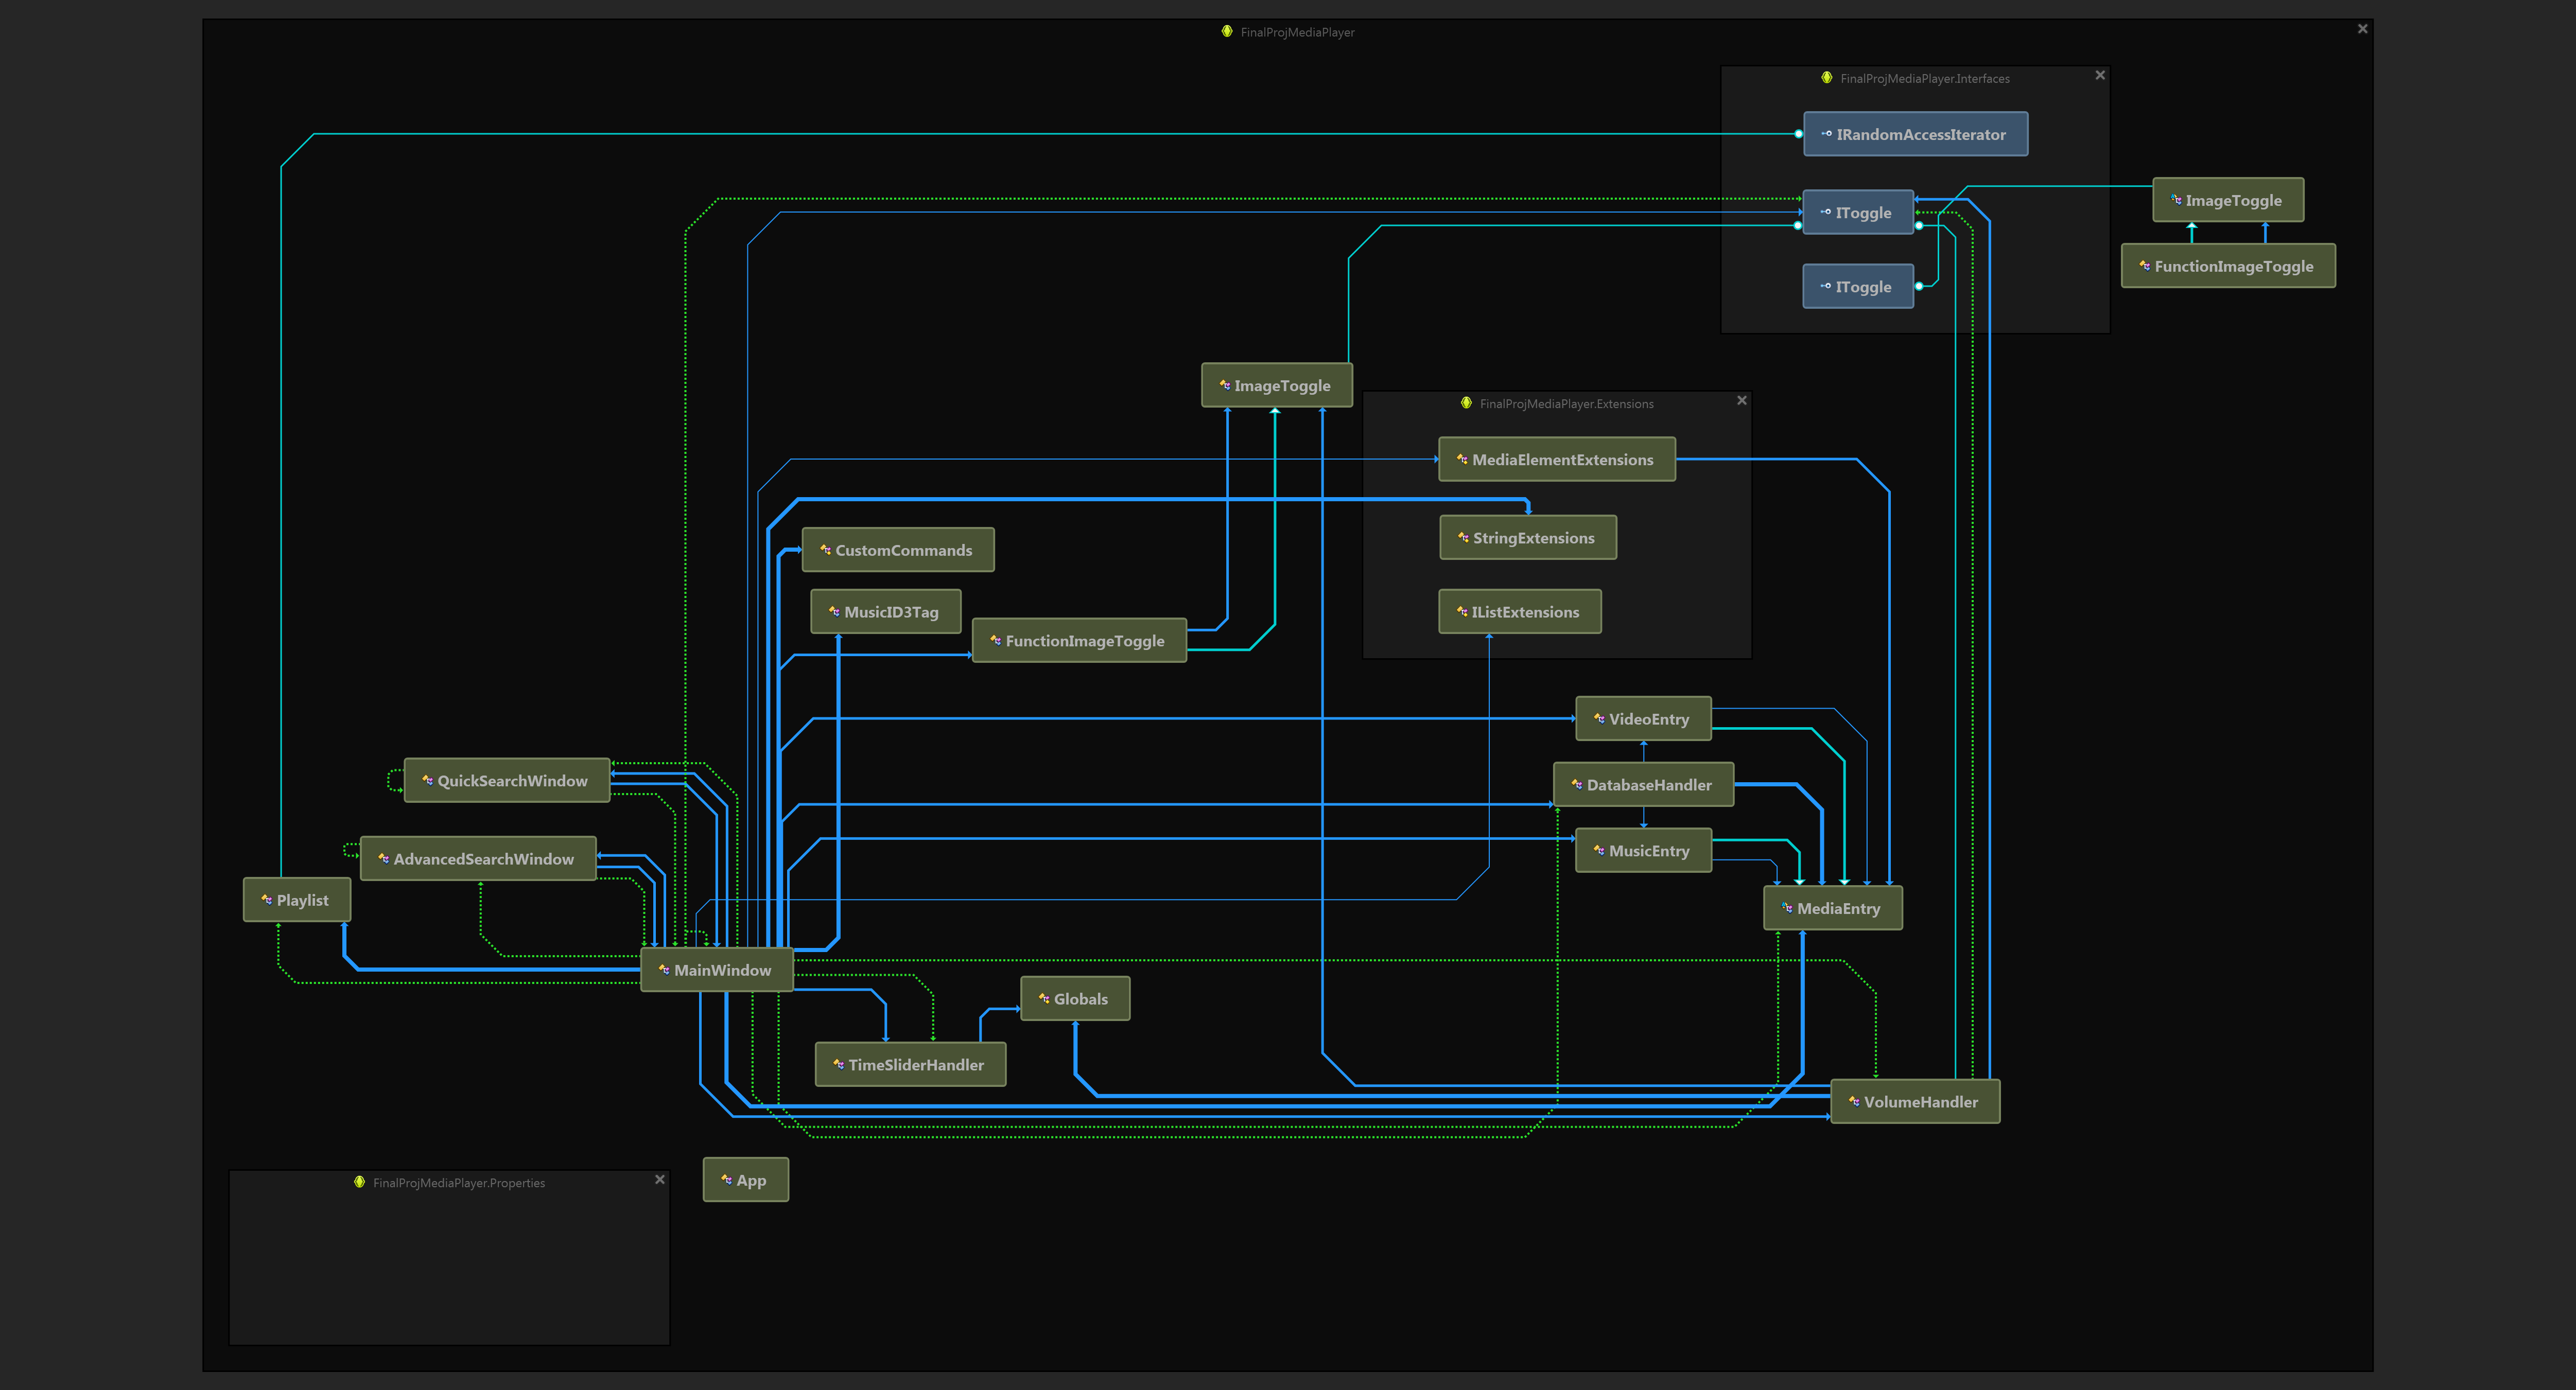 FinalProjMediaPlayer
FinalProjMediaPlayer.Interfaces
IRandomAccessIterator
IToggle
ImageToggle
FunctionImageToggle
IToggle
ImageToggle
FinalProjMediaPlayer.Extensions
MediaElementExtensions
StringExtensions
CustomCommands
MusicID3Tag
IListExtensions
FunctionImageToggle
VideoEntry
QuickSearchWindow
DatabaseHandler
MusicEntry
AdvancedSearchWindow
Playlist
MediaEntry
MainWindow
Globals
TimeSliderHandler
VolumeHandler
App
FinalProjMediaPlayer.Properties